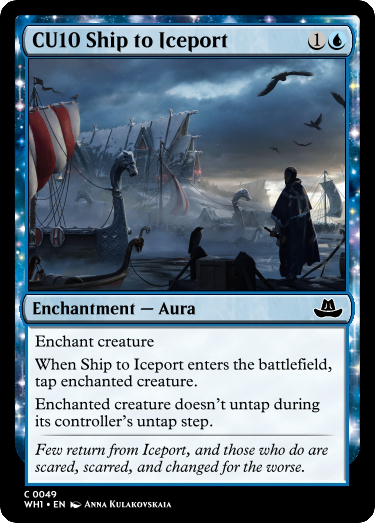 CU10 Ship to Iceport
1
Enchantment — Aura
Enchant creature
When Ship to Iceport enters the battlefield,
tap enchanted creature.
Enchanted creature doesn't untap during
its controller's untap step.
Few return from Iceport, and those who do are
scared, scarred, and changed for the worse.
C 0049
WH1 • EN Anna Kulakovskaia